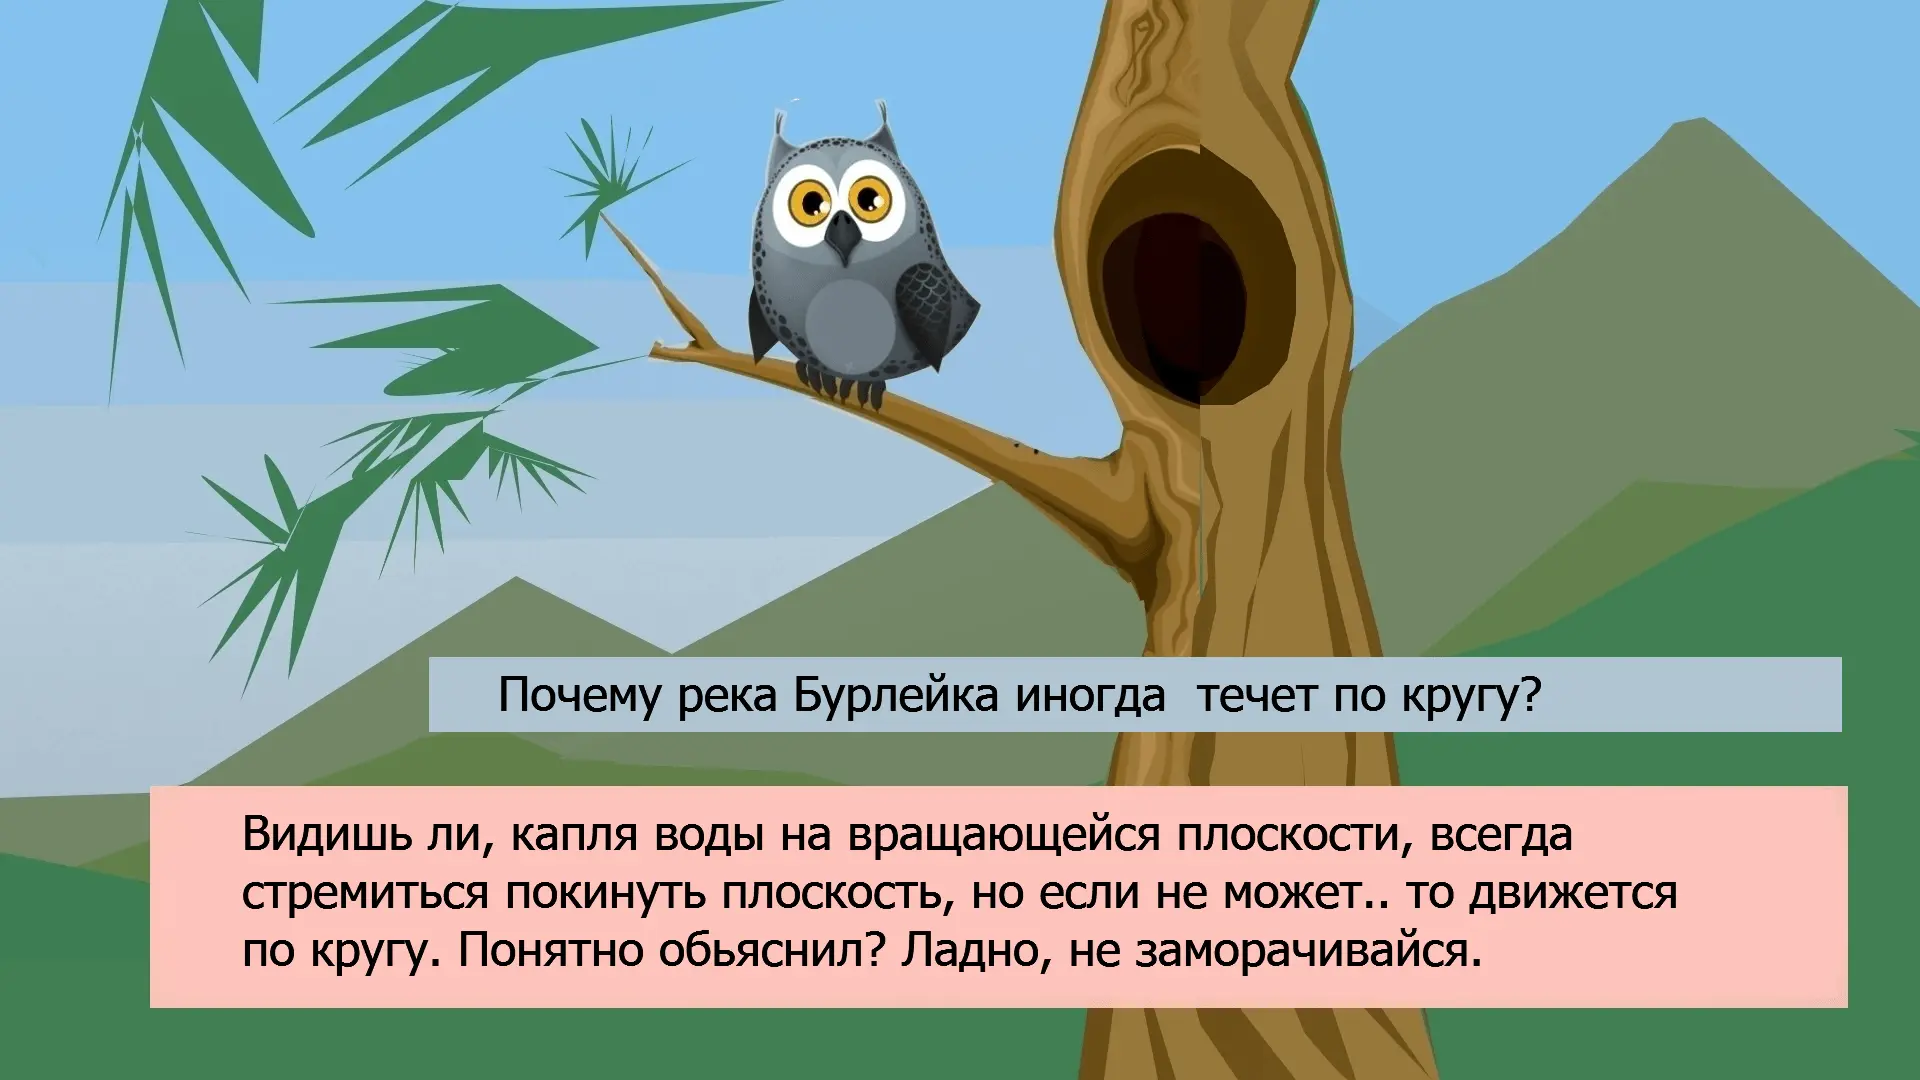 Почему река Бурлейка иногда  течет по кругу?
Видишь ли, капля воды на вращающейся плоскости, всегда
стремиться покинуть плоскость, но если не может.. то движется
по кругу. Понятно обьяснил? Ладно, не заморачивайся.